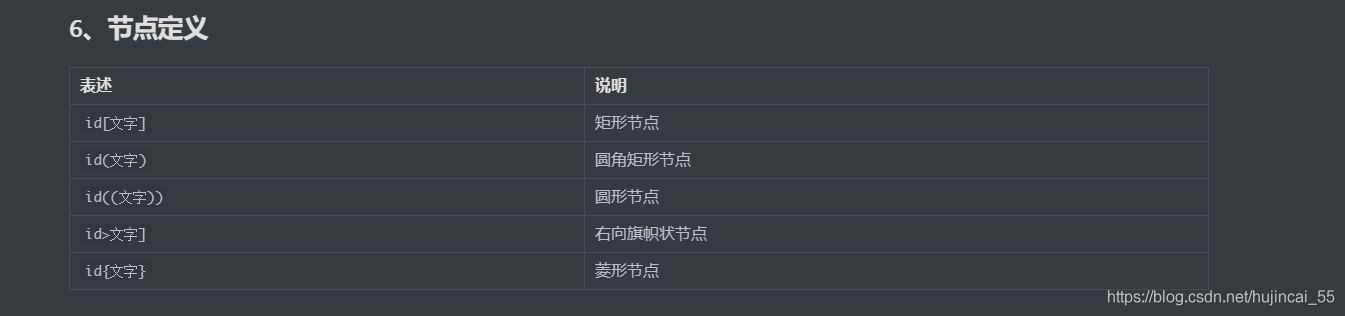 6、节点定义
表述 说明
id[文字] 矩形节点
id(文字) 圆角矩形节点
id((文字)) 圆形节点
id>文字] 右向旗帜状节点
id{文字} 菱形节点
https://blog.csdn.net/hujincai_55